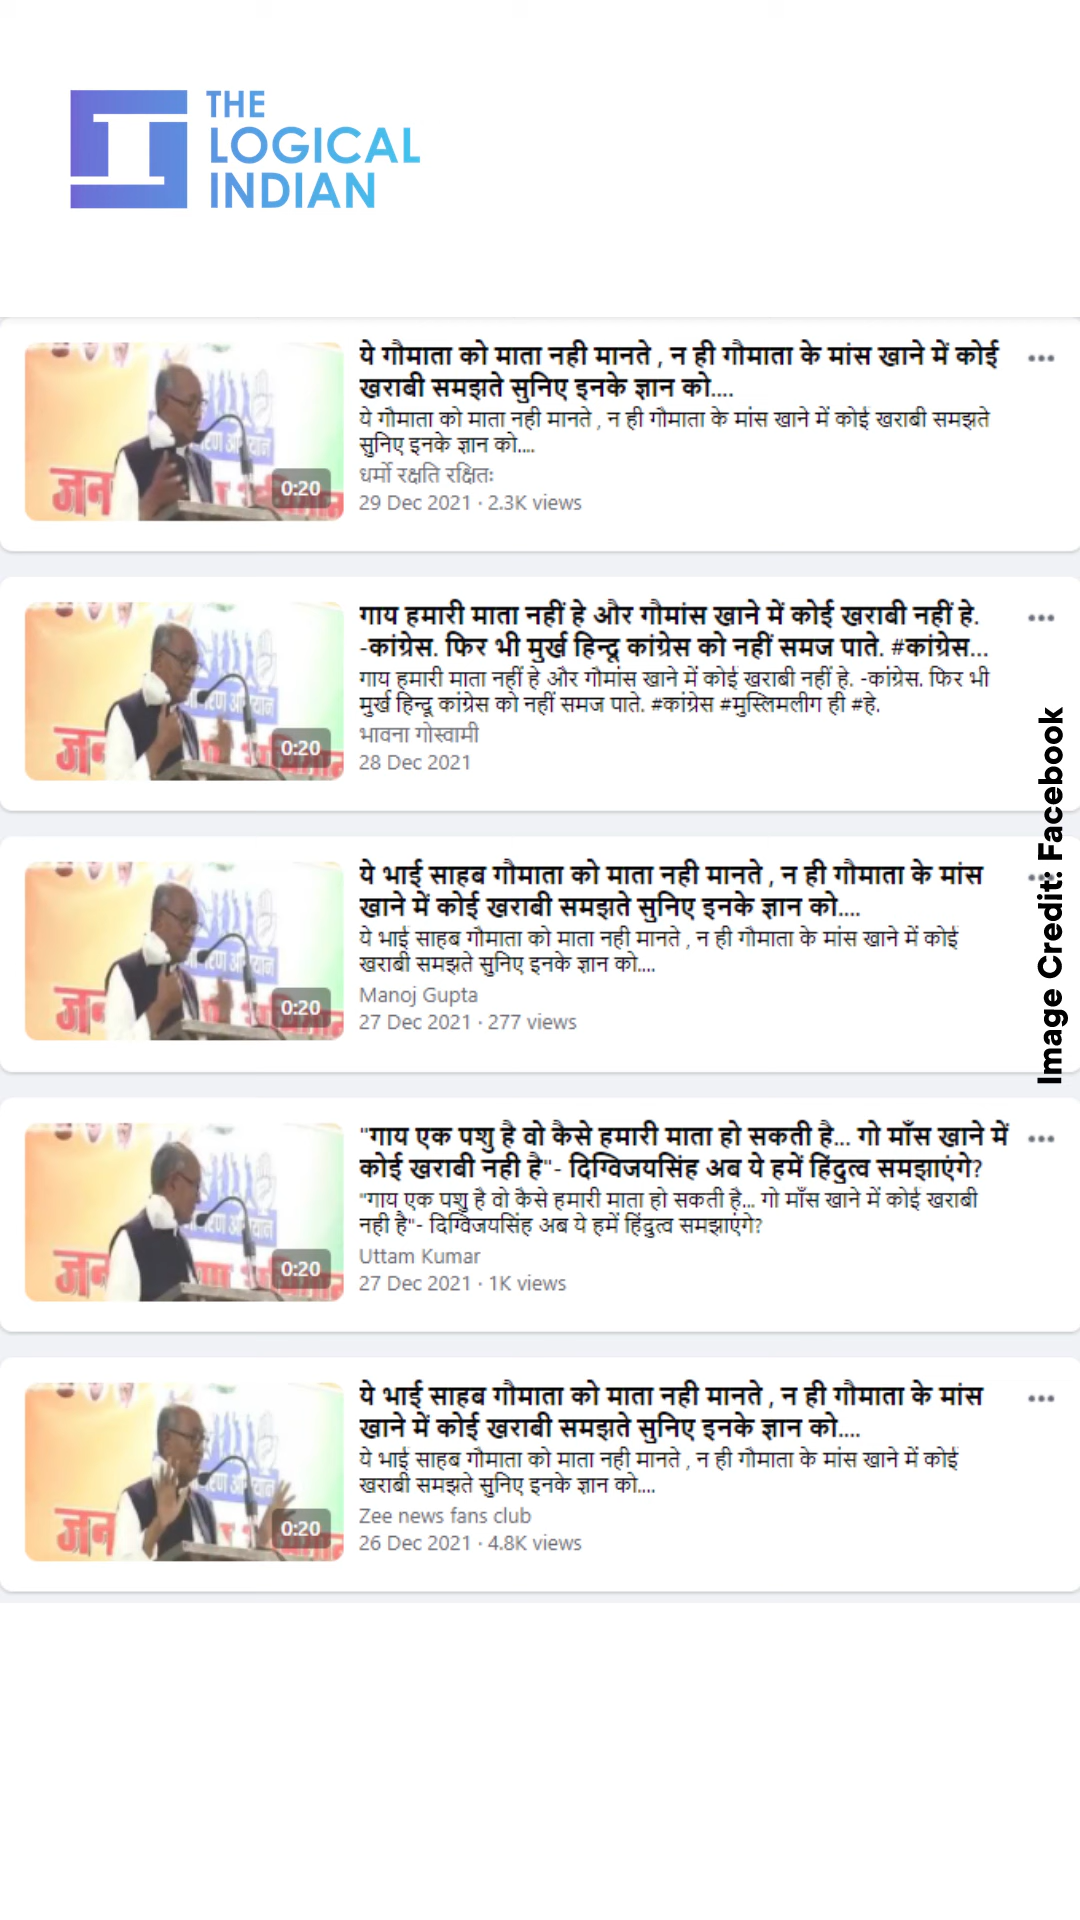 THE
LOGICAL
INDIAN
ये गौमाता को माता नही मानते , न ही गौमाता के मांस खाने में कोई
खराबी समझते सुनिए इनके ज्ञान को....
ये गौमाता को माता नही मानते , न ही गौमाता के मांस खाने में कोई खराबी समझते
सुनिए इनके ज्ञान को....
धर्मो रक्षति रक्षितः
29 Dec 2021 · 2.3K views
जन
रण
यान
0:20
गाय हमारी माता नहीं हे और गौमांस खाने में कोई खराबी नहीं हे.
-कांग्रेस. फिर भी मुर्ख हिन्दू कांग्रेस को नहीं समज पाते. #कांग्रेस...
गाय हमारी माता नहीं हे और गौमांस खाने में कोई खराबी नहीं हे. -कांग्रेस. फिर भी
मुर्ख हिन्दू कांग्रेस को नहीं समज पाते. #कांग्रेस #मुस्लिमलीग ही #हे.
भावना गोस्वामी
28 Dec 2021
0:20
ये भाई साहब गौमाता को माता नही मानते , न ही गौमाता के मांस
खाने में कोई खराबी समझते सुनिए इनके ज्ञान को....
ये भाई साहब गौमाता को माता नही मानते , न ही गौमाता के मांस खाने में कोई
खराबी समझते सुनिए इनके ज्ञान को....
Manoj Gupta
27 Dec 2021 · 277 views
0:20
"गाय एक पशु है वो कैसे हमारी माता हो सकती है... गो माँस खाने में
कोई खराबी नही है"- दिग्विजयसिंह अब ये हमें हिंदुत्व समझाएंगे?
"गाय एक पशु है वो कैसे हमारी माता हो सकती है... गो माँस खाने में कोई खराबी
नही है"- दिग्विजयसिंह अब ये हमें हिंदुत्व समझाएंगे?
Uttam Kumar
27 Dec 2021 · 1K views
0:20
ये भाई साहब गौमाता को माता नही मानते , न ही गौमाता के मांस
खाने में कोई खराबी समझते सुनिए इनके ज्ञान को....
ये भाई साहब गौमाता को माता नही मानते , न ही गौमाता के मांस खाने में कोई
खराबी समझते सुनिए इनके ज्ञान को....
Zee news fans club
26 Dec 2021 · 4.8K views
जन
0:20
Image Credit: Facebook